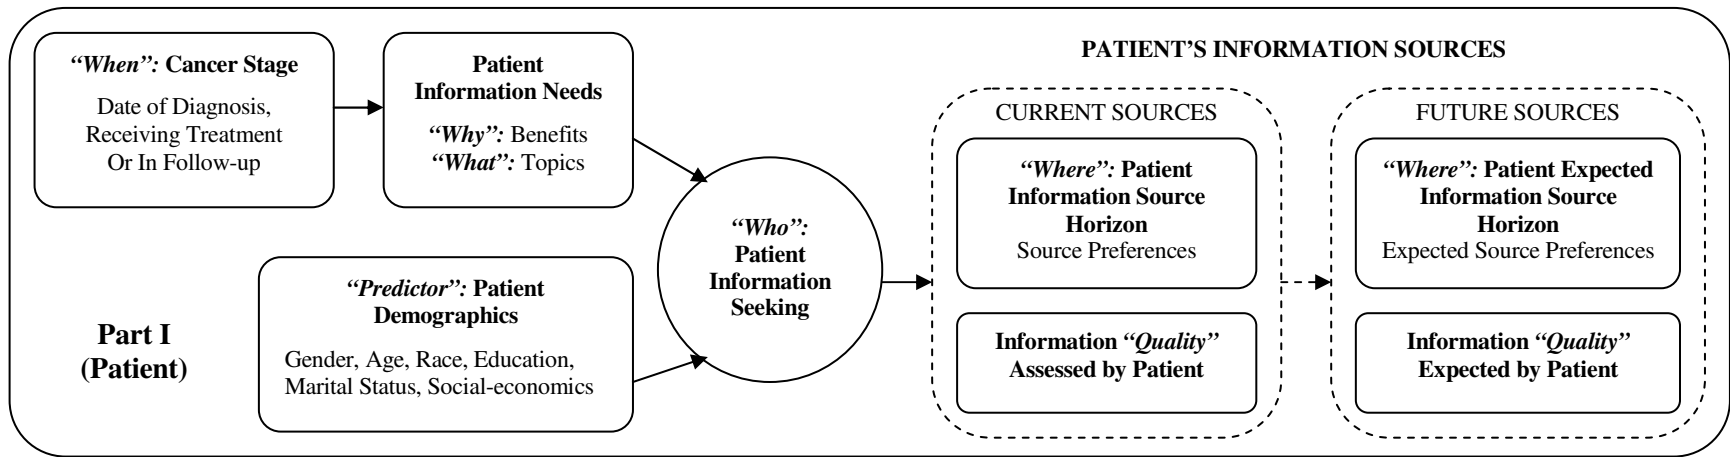 “When”: Cancer Stage
Date of Diagnosis,
Receiving Treatment
Or In Follow-up
Patient
Information Needs
“Why”: Benefits
“What”: Topics
“Predictor”: Patient
Demographics
Gender, Age, Race, Education,
Marital Status, Social-economics
Part I
(Patient)
“Who”:
Patient
Information
Seeking
PATIENT’S INFORMATION SOURCES
CURRENT SOURCES
“Where”: Patient
Information Source
Horizon
Source Preferences
Information “Quality”
Assessed by Patient
FUTURE SOURCES
“Where”: Patient Expected
Information Source
Horizon
Expected Source Preferences
Information “Quality”
Expected by Patient